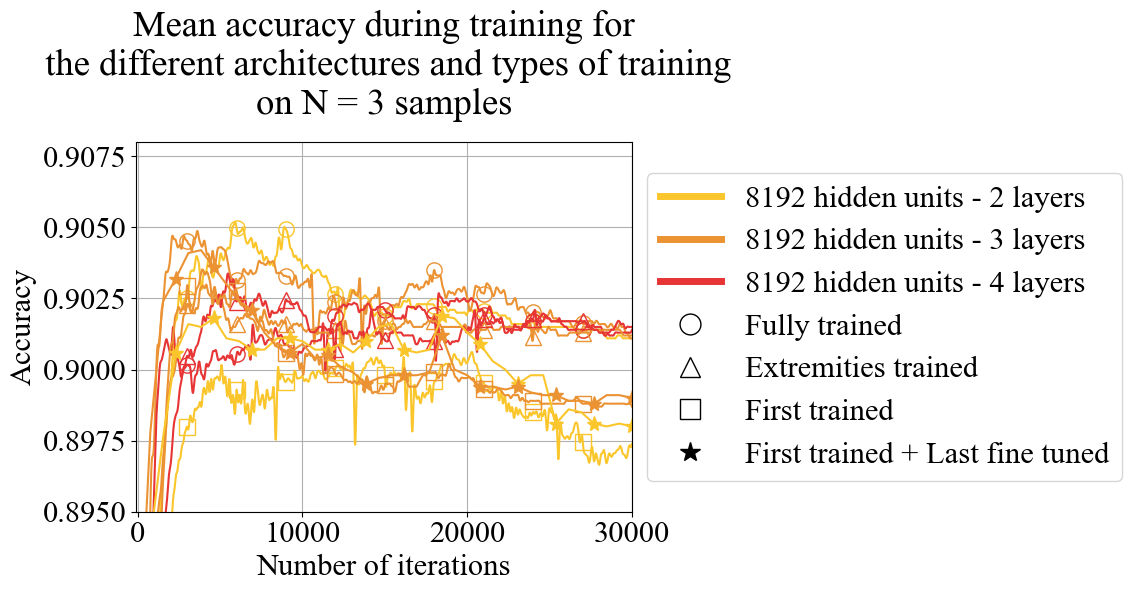 Mean accuracy during training for
the different architectures and types of training
on N = 3 samples
0.9075
0.9050
0.9025
0.9000
0.8975
0.8950
Accuracy
0
10000
20000
30000
Number of iterations
8192 hidden units - 2 layers
8192 hidden units - 3 layers
8192 hidden units - 4 layers
Fully trained
Extremities trained
First trained
First trained + Last fine tuned